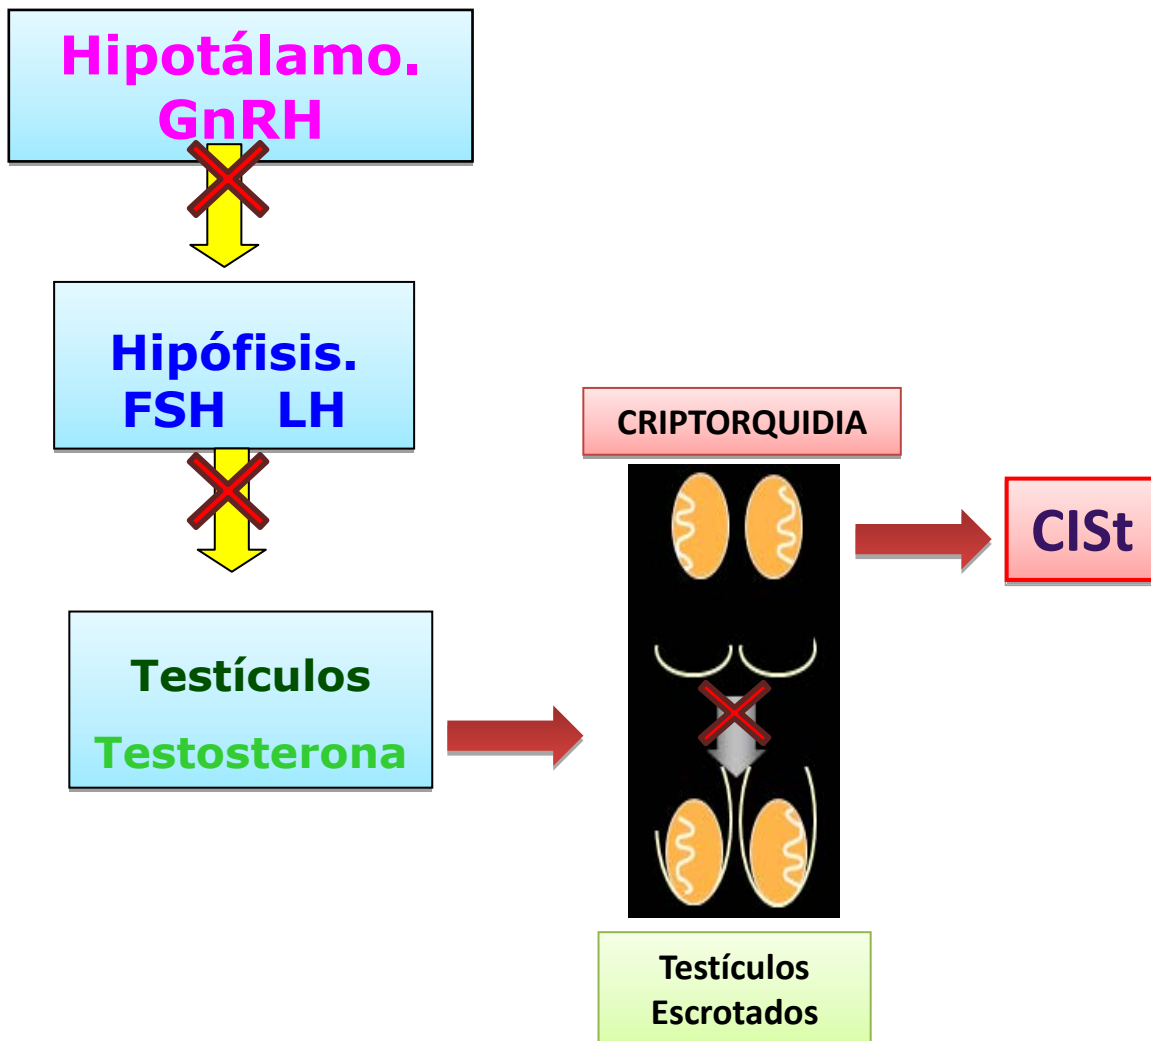 Hipotálamo.
GnRH
Hipófisis.
FSH LH
Testículos
Testosterona
CRIPTORQUIDIA
CISt
Testículos
Escrotados